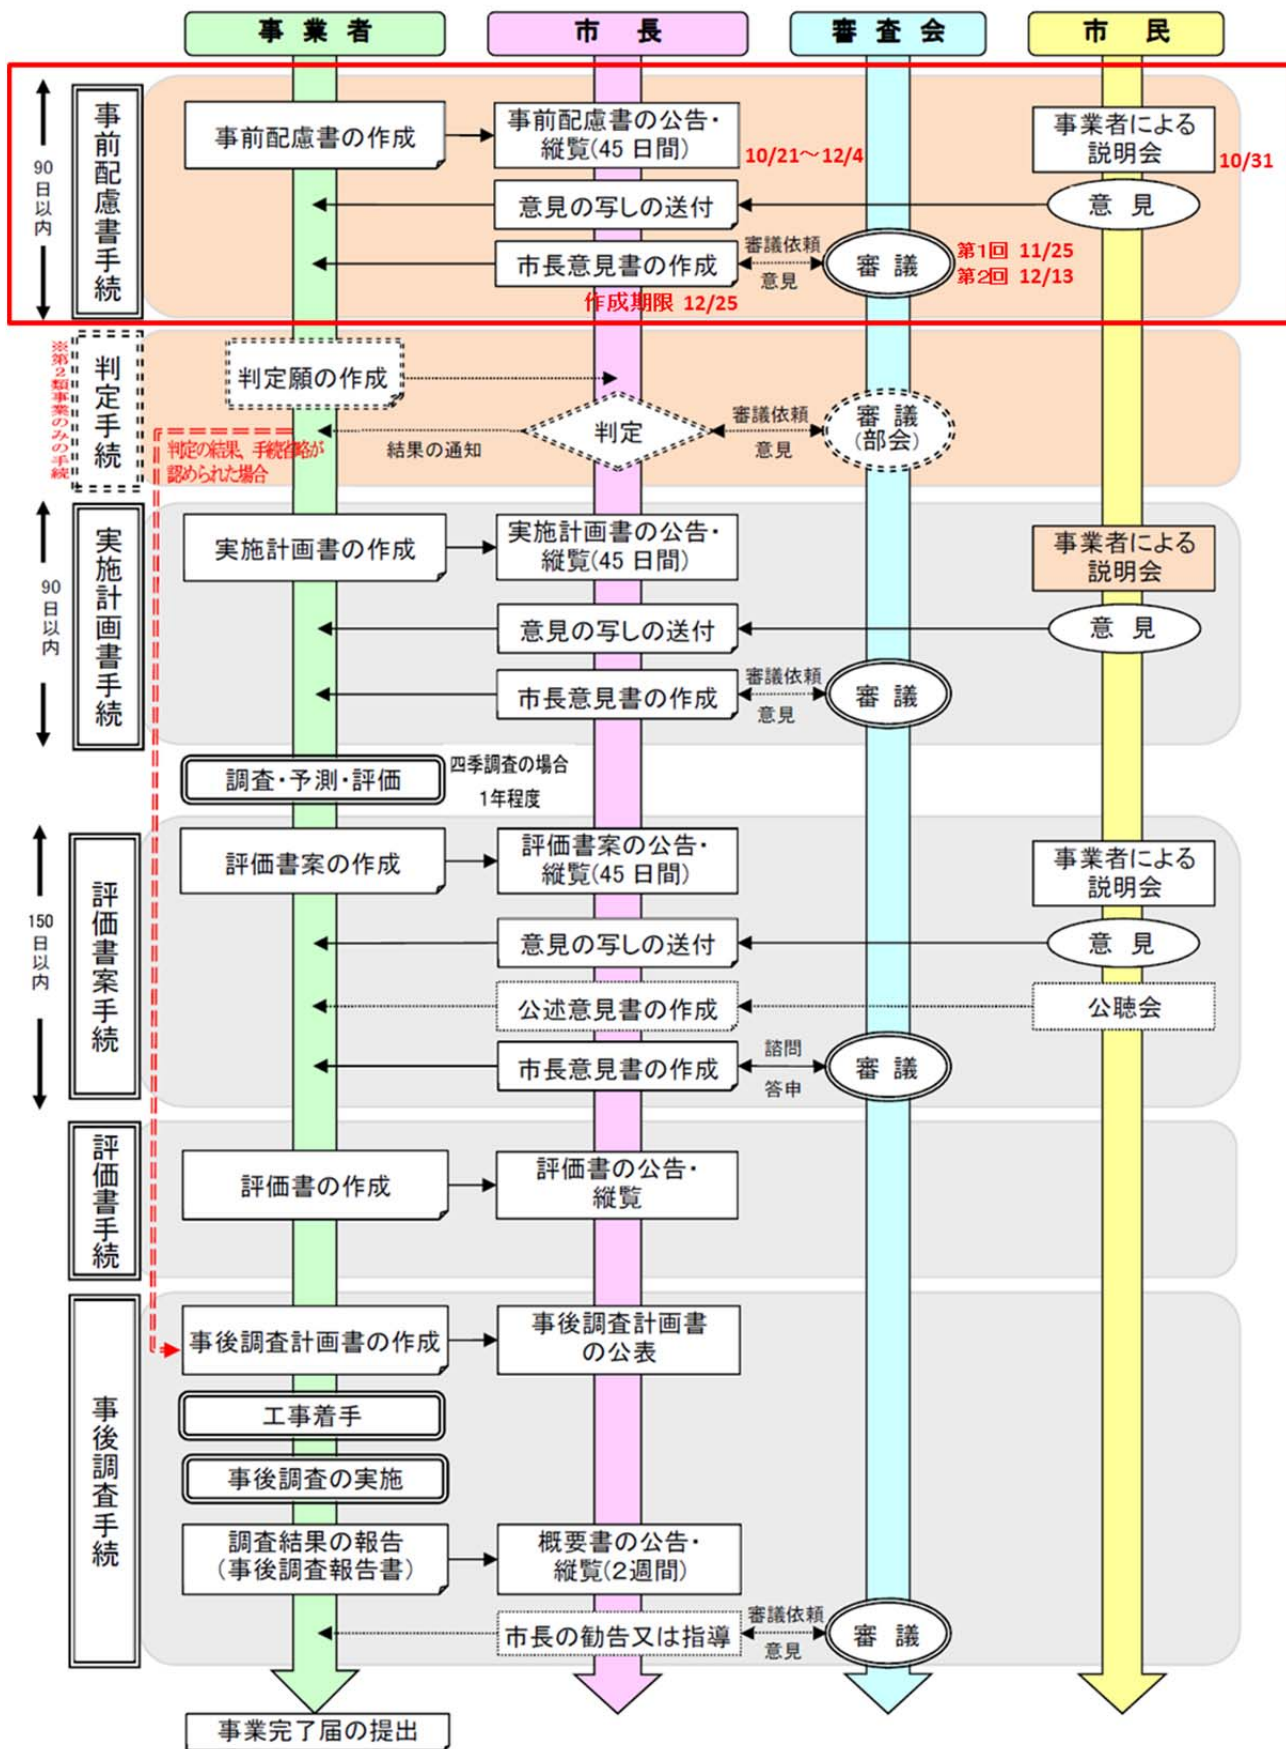 事 業 者
市　長
審 査 会
市　民
事前配慮書手続
90日以内
事前配慮書の作成
事前配慮書の公告・
縦覧(45日間)
10/21～12/4
事業者による
説明会
10/31
意見の写しの送付
意 見
市長意見書の作成
審議依頼
意見
審 議
第1回 11/25
第2回 12/13
作成期限 12/25
※第2類事業のみの手続
判定手続
判定願の作成
判定
審議依頼
意見
審 議
(部会)
結果の通知
判定の結果、手続省略が
認められた場合
実施計画書手続
90日以内
実施計画書の作成
実施計画書の公告・
縦覧(45日間)
事業者による
説明会
意見の写しの送付
意 見
市長意見書の作成
審議依頼
意見
審 議
調査・予測・評価
四季調査の場合
1年程度
評価書案手続
150日以内
評価書案の作成
評価書案の公告・
縦覧(45日間)
事業者による
説明会
意見の写しの送付
意 見
公述意見書の作成
公聴会
市長意見書の作成
諮問
答申
審 議
評価書手続
評価書の作成
評価書の公告・
縦覧
事後調査手続
事後調査計画書の作成
事後調査計画書
の公表
工事着手
事後調査の実施
調査結果の報告
(事後調査報告書)
概要書の公告・
縦覧(2週間)
市長の勧告又は指導
審議依頼
意見
審 議
事業完了届の提出